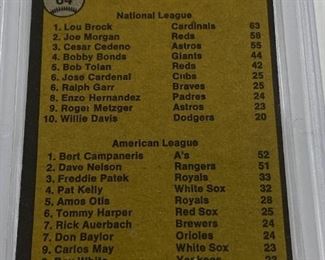 64
National League
1. Lou Brock Cardinals 63
2. Joe Morgan Reds 58
3. Cesar Cedeno Astros 55
4. Bobby Bonds Giants 44
5. Bob Tolan Reds 42
6. Jose Cardenal Cubs 25
6. Ralph Garr Braves 25
8. Enzo Hernandez Padres 24
9. Roger Metzger Astros 23
10. Willie Davis Dodgers 20
American League
1. Bert Campaneris A's 52
2. Dave Nelson Rangers 51
3. Freddie Patek Royals 33
4. Pat Kelly White Sox 32
5. Amos Otis Royals 28
6. Tommy Harper Red Sox 25
7. Rick Auerbach Brewers 24
7. Don Baylor Orioles 24
9. Carlos May White Sox 23